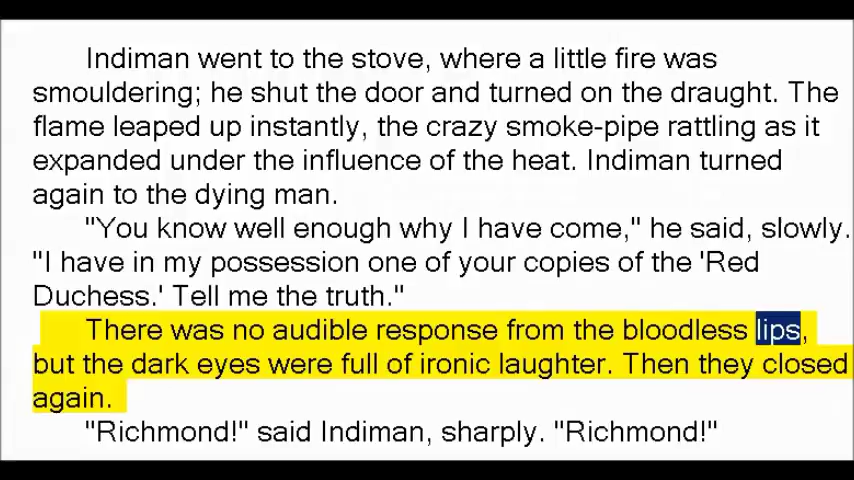 Indiman went to the stove, where a little fire was
smouldering; he shut the door and turned on the draught. The
flame leaped up instantly, the crazy smoke-pipe rattling as it
expanded under the influence of the heat. Indiman turned
again to the dying man.
"You know well enough why I have come," he said, slowly.
"I have in my possession one of your copies of the 'Red
Duchess.' Tell me the truth."
There was no audible response from the bloodless lips,
but the dark eyes were full of ironic laughter. Then they closed
again.
"Richmond!" said Indiman, sharply. "Richmond!"